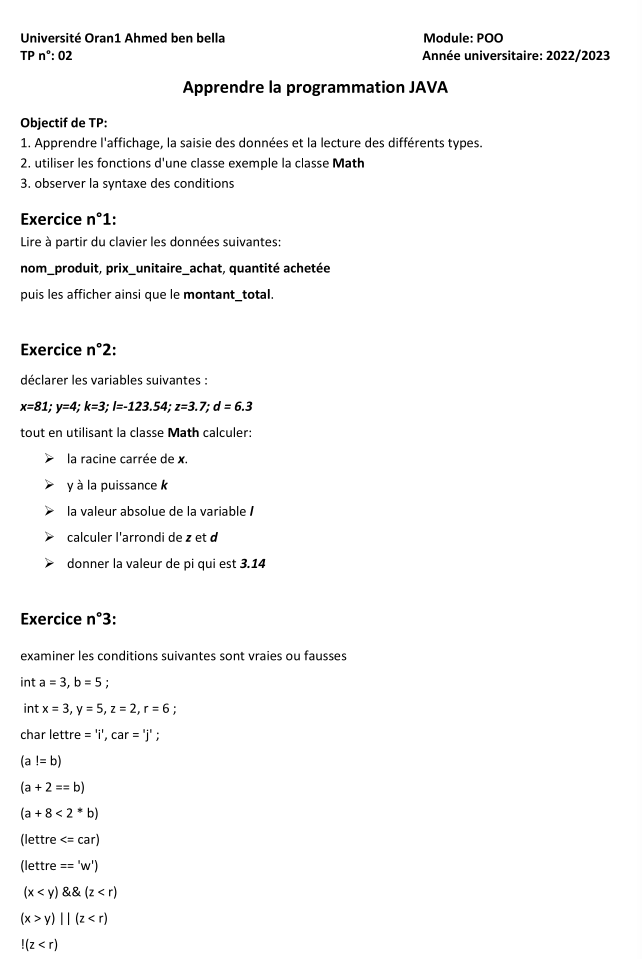 Université Oran1 Ahmed ben bella Module: POO
TP n°: 02 Année universitaire: 2022/2023
Apprendre la programmation JAVA
Objectif de TP:
1. Apprendre l'affichage, la saisie des données et la lecture des différents types.
2. utiliser les fonctions d'une classe exemple la classe Math
3. observer la syntaxe des conditions
Exercice n°1:
Lire à partir du clavier les données suivantes:
nom_produit, prix_unitaire_achat, quantité achetée
puis les afficher ainsi que le montant_total.
Exercice n°2:
déclarer les variables suivantes :
x=81; y=4; k=3; l=-123.54; z=3.7; d = 6.3
tout en utilisant la classe Math calculer:
➢ la racine carrée de x.
➢ y à la puissance k
➢ la valeur absolue de la variable l
➢ calculer l'arrondi de z et d
➢ donner la valeur de pi qui est 3.14
Exercice n°3:
examiner les conditions suivantes sont vraies ou fausses
int a = 3, b = 5 ;
int x = 3, y = 5, z = 2, r = 6 ;
char lettre = 'i', car = 'j' ;
(a != b)
(a + 2 == b)
(a + 8 < 2 * b)
(lettre <= car)
(lettre == 'w')
(x < y) && (z < r)
(x > y) || (z < r)
!(z < r)